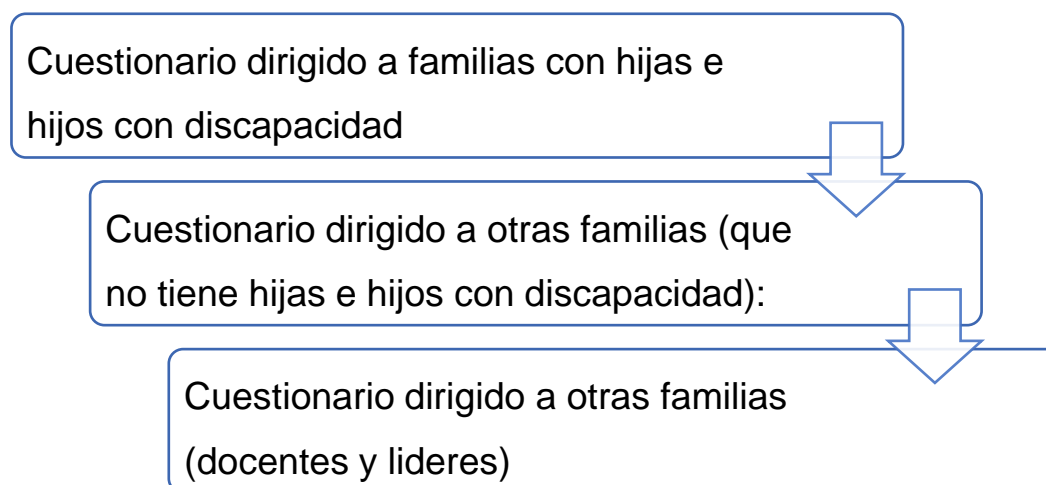 Cuestionario dirigido a familias con hijas e
hijos con discapacidad
Cuestionario dirigido a otras familias (que
no tiene hijas e hijos con discapacidad):
Cuestionario dirigido a otras familias
(docentes y lideres)